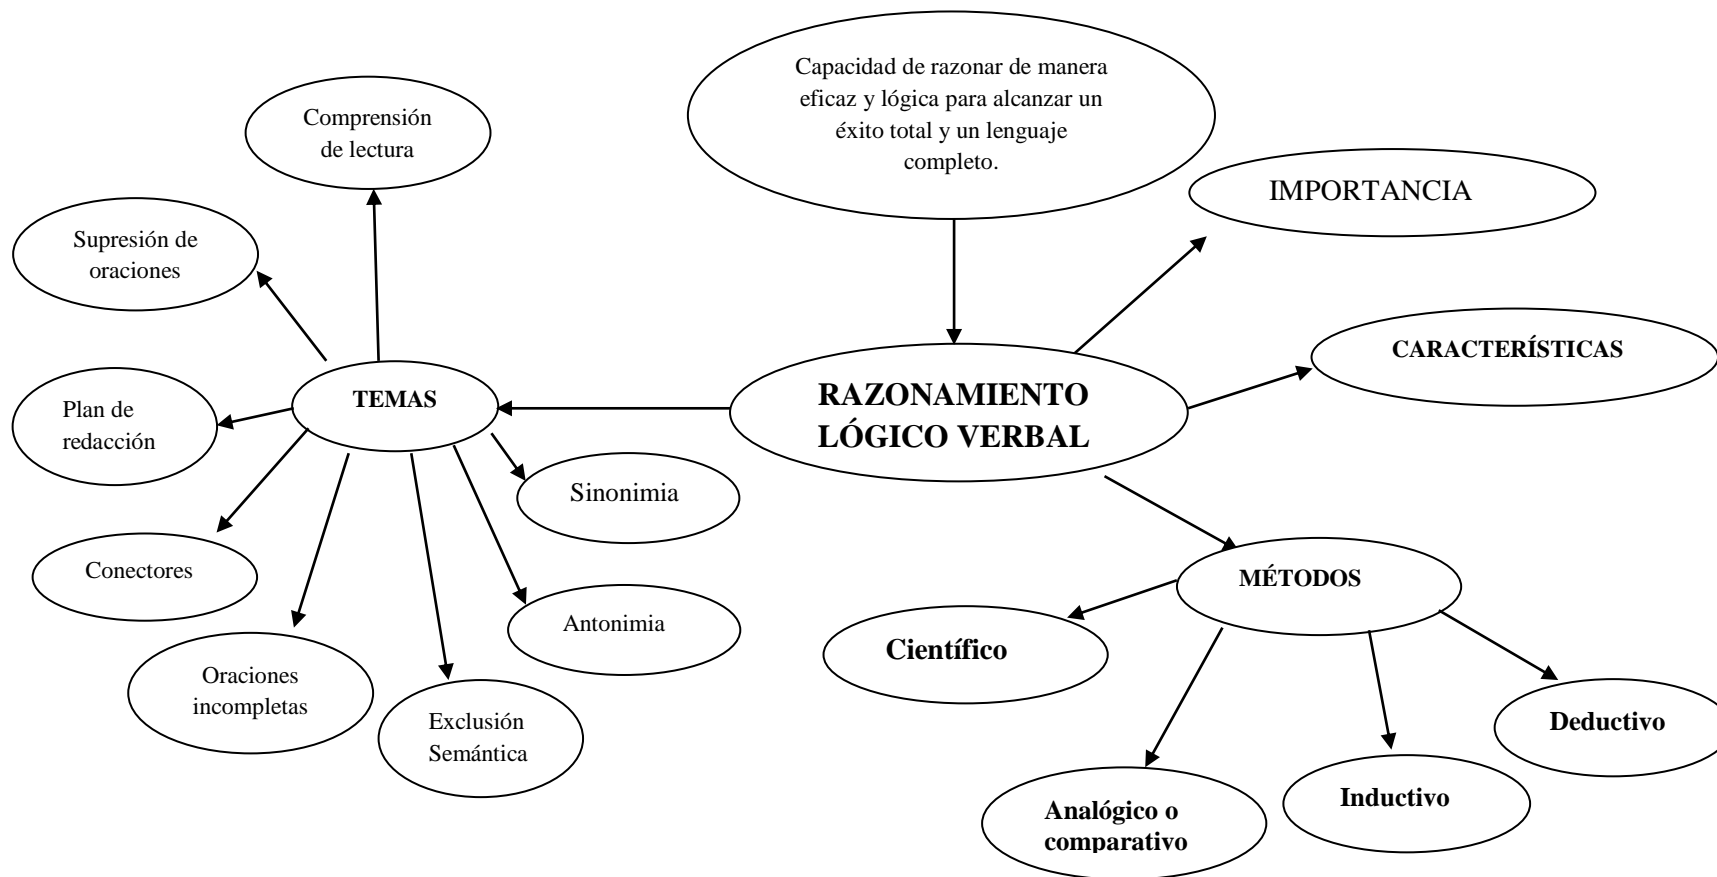 Capacidad de razonar de manera
eficaz y lógica para alcanzar un
éxito total y un lenguaje
completo.
Comprensión
de lectura
IMPORTANCIA
Supresión de
oraciones
CARACTERÍSTICAS
TEMAS
RAZONAMIENTO
LÓGICO VERBAL
Plan de
redacción
Sinonimia
Conectores
MÉTODOS
Antonimia
Científico
Oraciones
incompletas
Exclusión
Semántica
Deductivo
Inductivo
Analógico o
comparativo